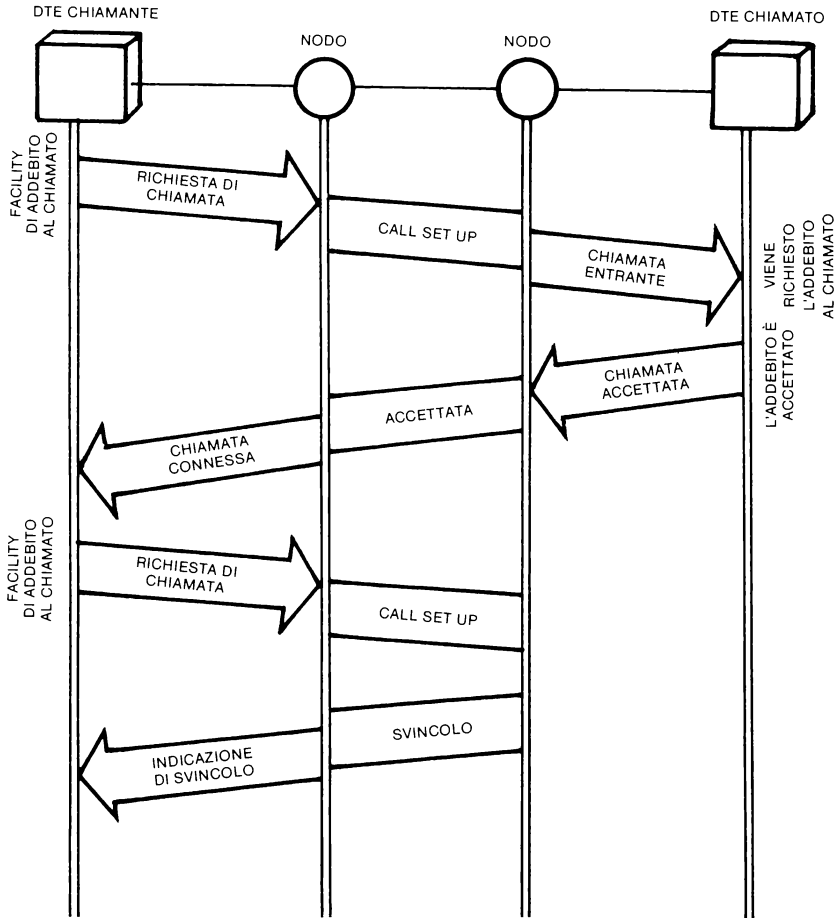 DTE CHIAMANTE
NODO
NODO
DTE CHIAMATO
FACILITY
DI ADDEBITO
AL CHIAMATO
RICHIESTA DI
CHIAMATA
CALL SET UP
CHIAMATA
ENTRANTE
VIENE
RICHIESTO
L'ADDEBITO
AL CHIAMATO
CHIAMATA
ACCETTATA
L'ADDEBITO È
ACCETTATO
ACCETTATA
CHIAMATA
CONNESSA
FACILITY
DI ADDEBITO
AL CHIAMATO
RICHIESTA DI
CHIAMATA
CALL SET UP
SVINCOLO
INDICAZIONE
DI SVINCOLO